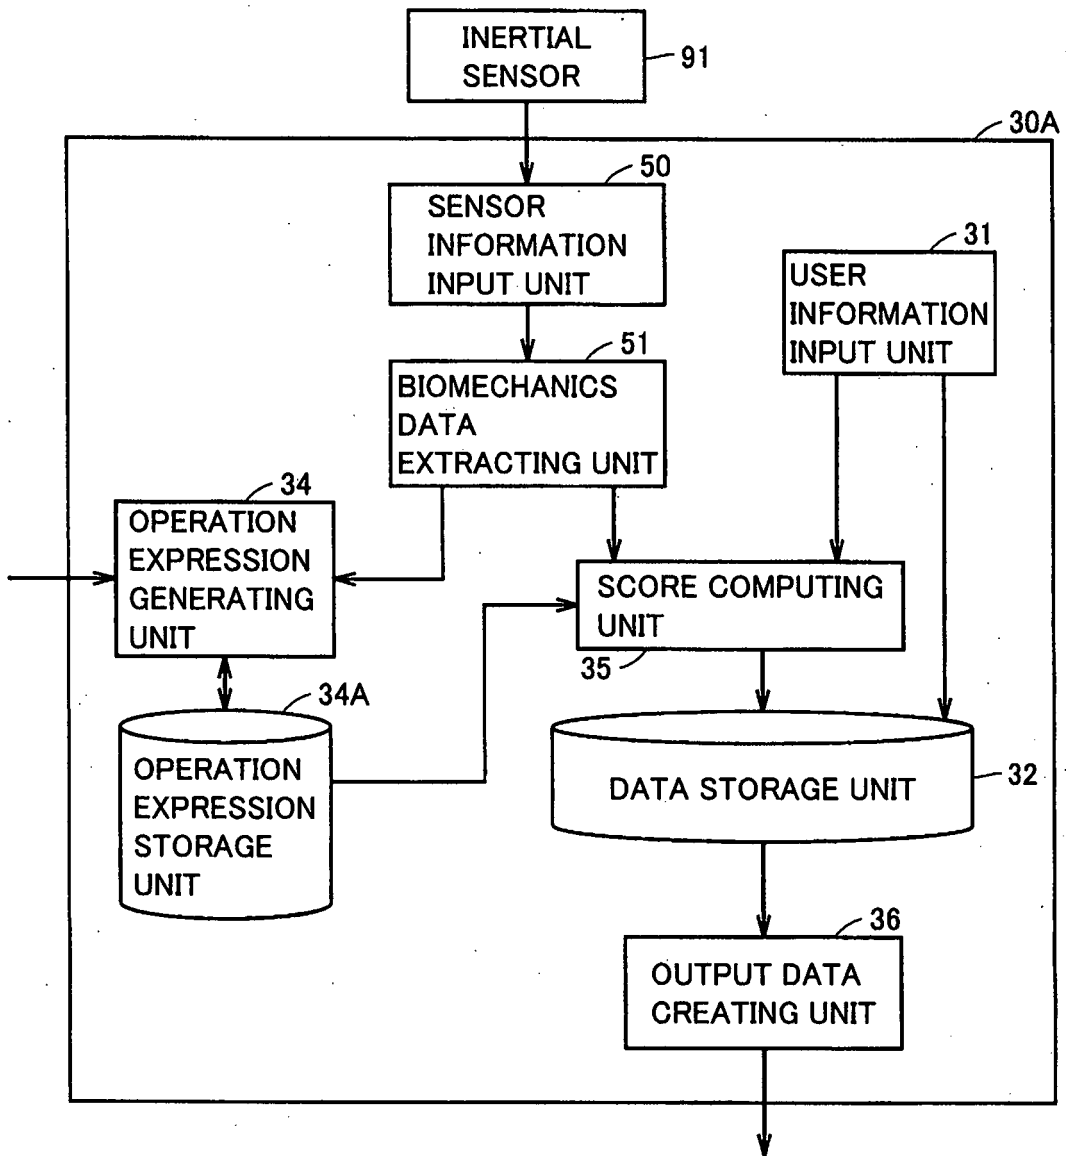 INERTIAL
SENSOR
91
30A
50
SENSOR
INFORMATION
INPUT UNIT
31
USER
INFORMATION
INPUT UNIT
51
BIOMECHANICS
DATA
EXTRACTING UNIT
34
OPERATION
EXPRESSION
GENERATING
UNIT
SCORE COMPUTING
UNIT
35
34A
OPERATION
EXPRESSION
STORAGE
UNIT
DATA STORAGE UNIT
32
36
OUTPUT DATA
CREATING UNIT